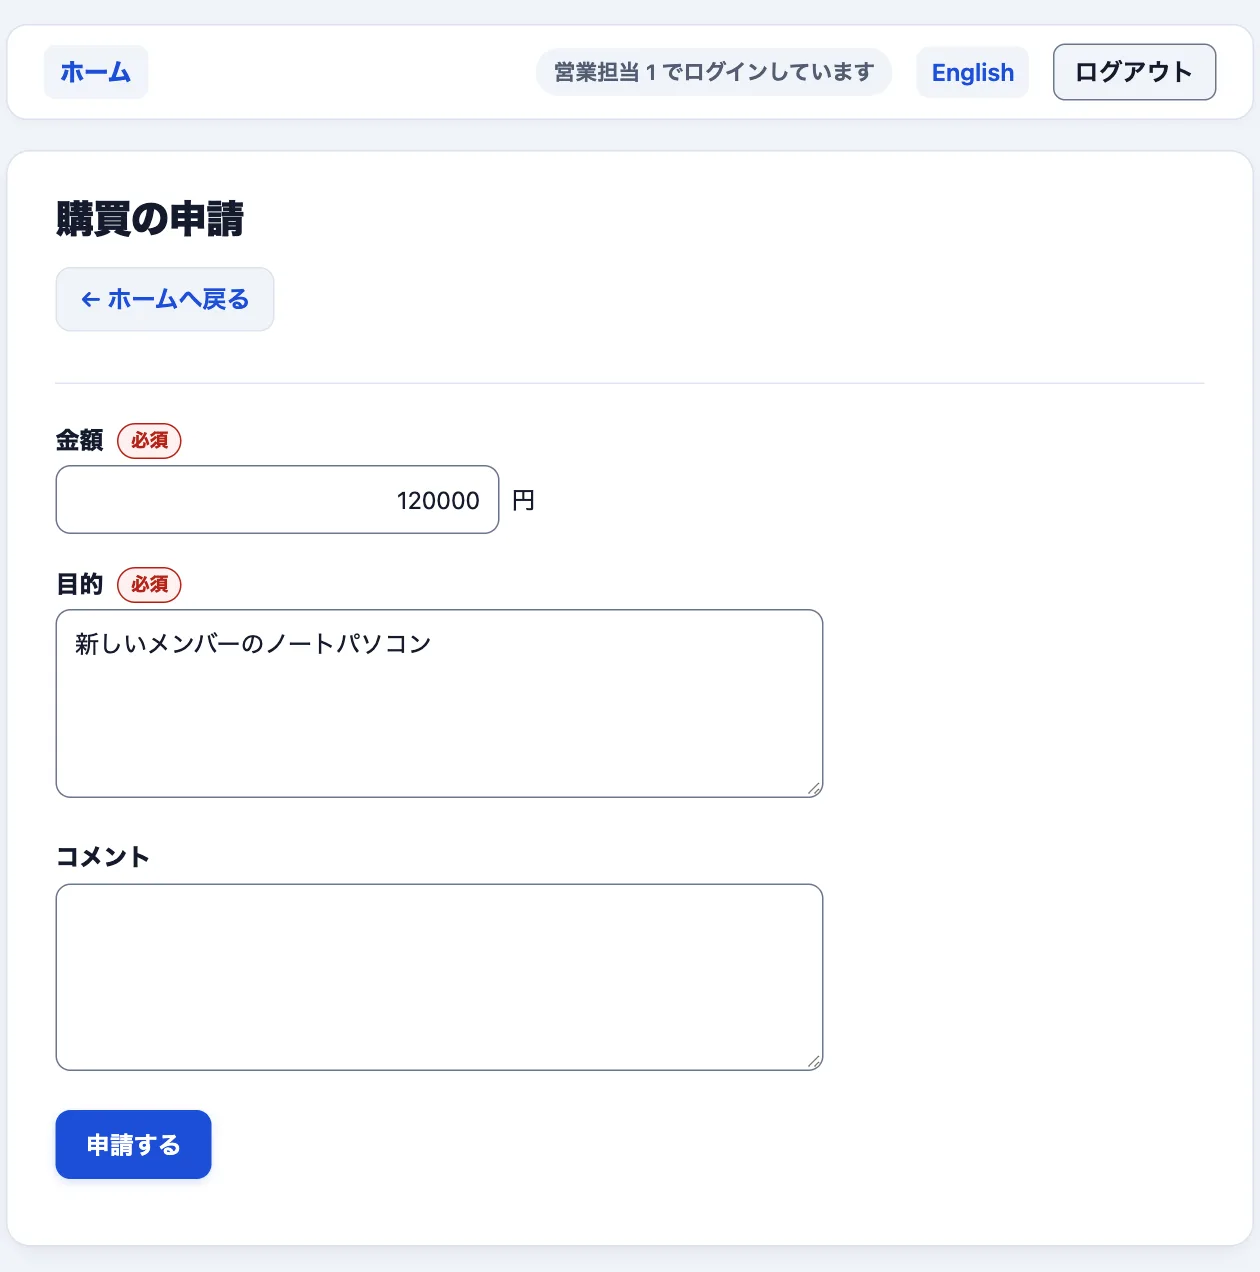 ホーム
営業担当 1 でログインしています
English
ログアウト
購買の申請
← ホームへ戻る
金額 必須
120000 円
目的 必須
新しいメンバーのノートパソコン
コメント
申請する